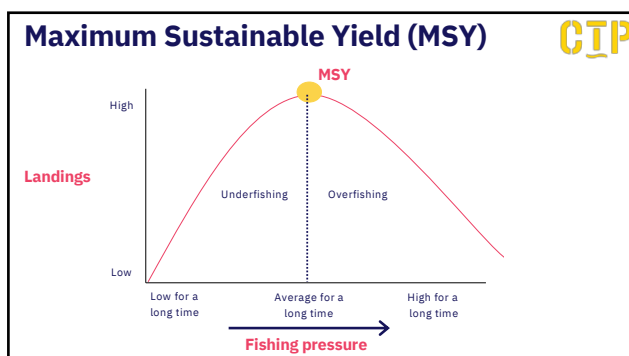 Maximum Sustainable Yield (MSY)
CTP
MSY
High
Landings
Underfishing
Overfishing
Low
Low for a
long time
Average for a
long time
High for a
long time
Fishing pressure